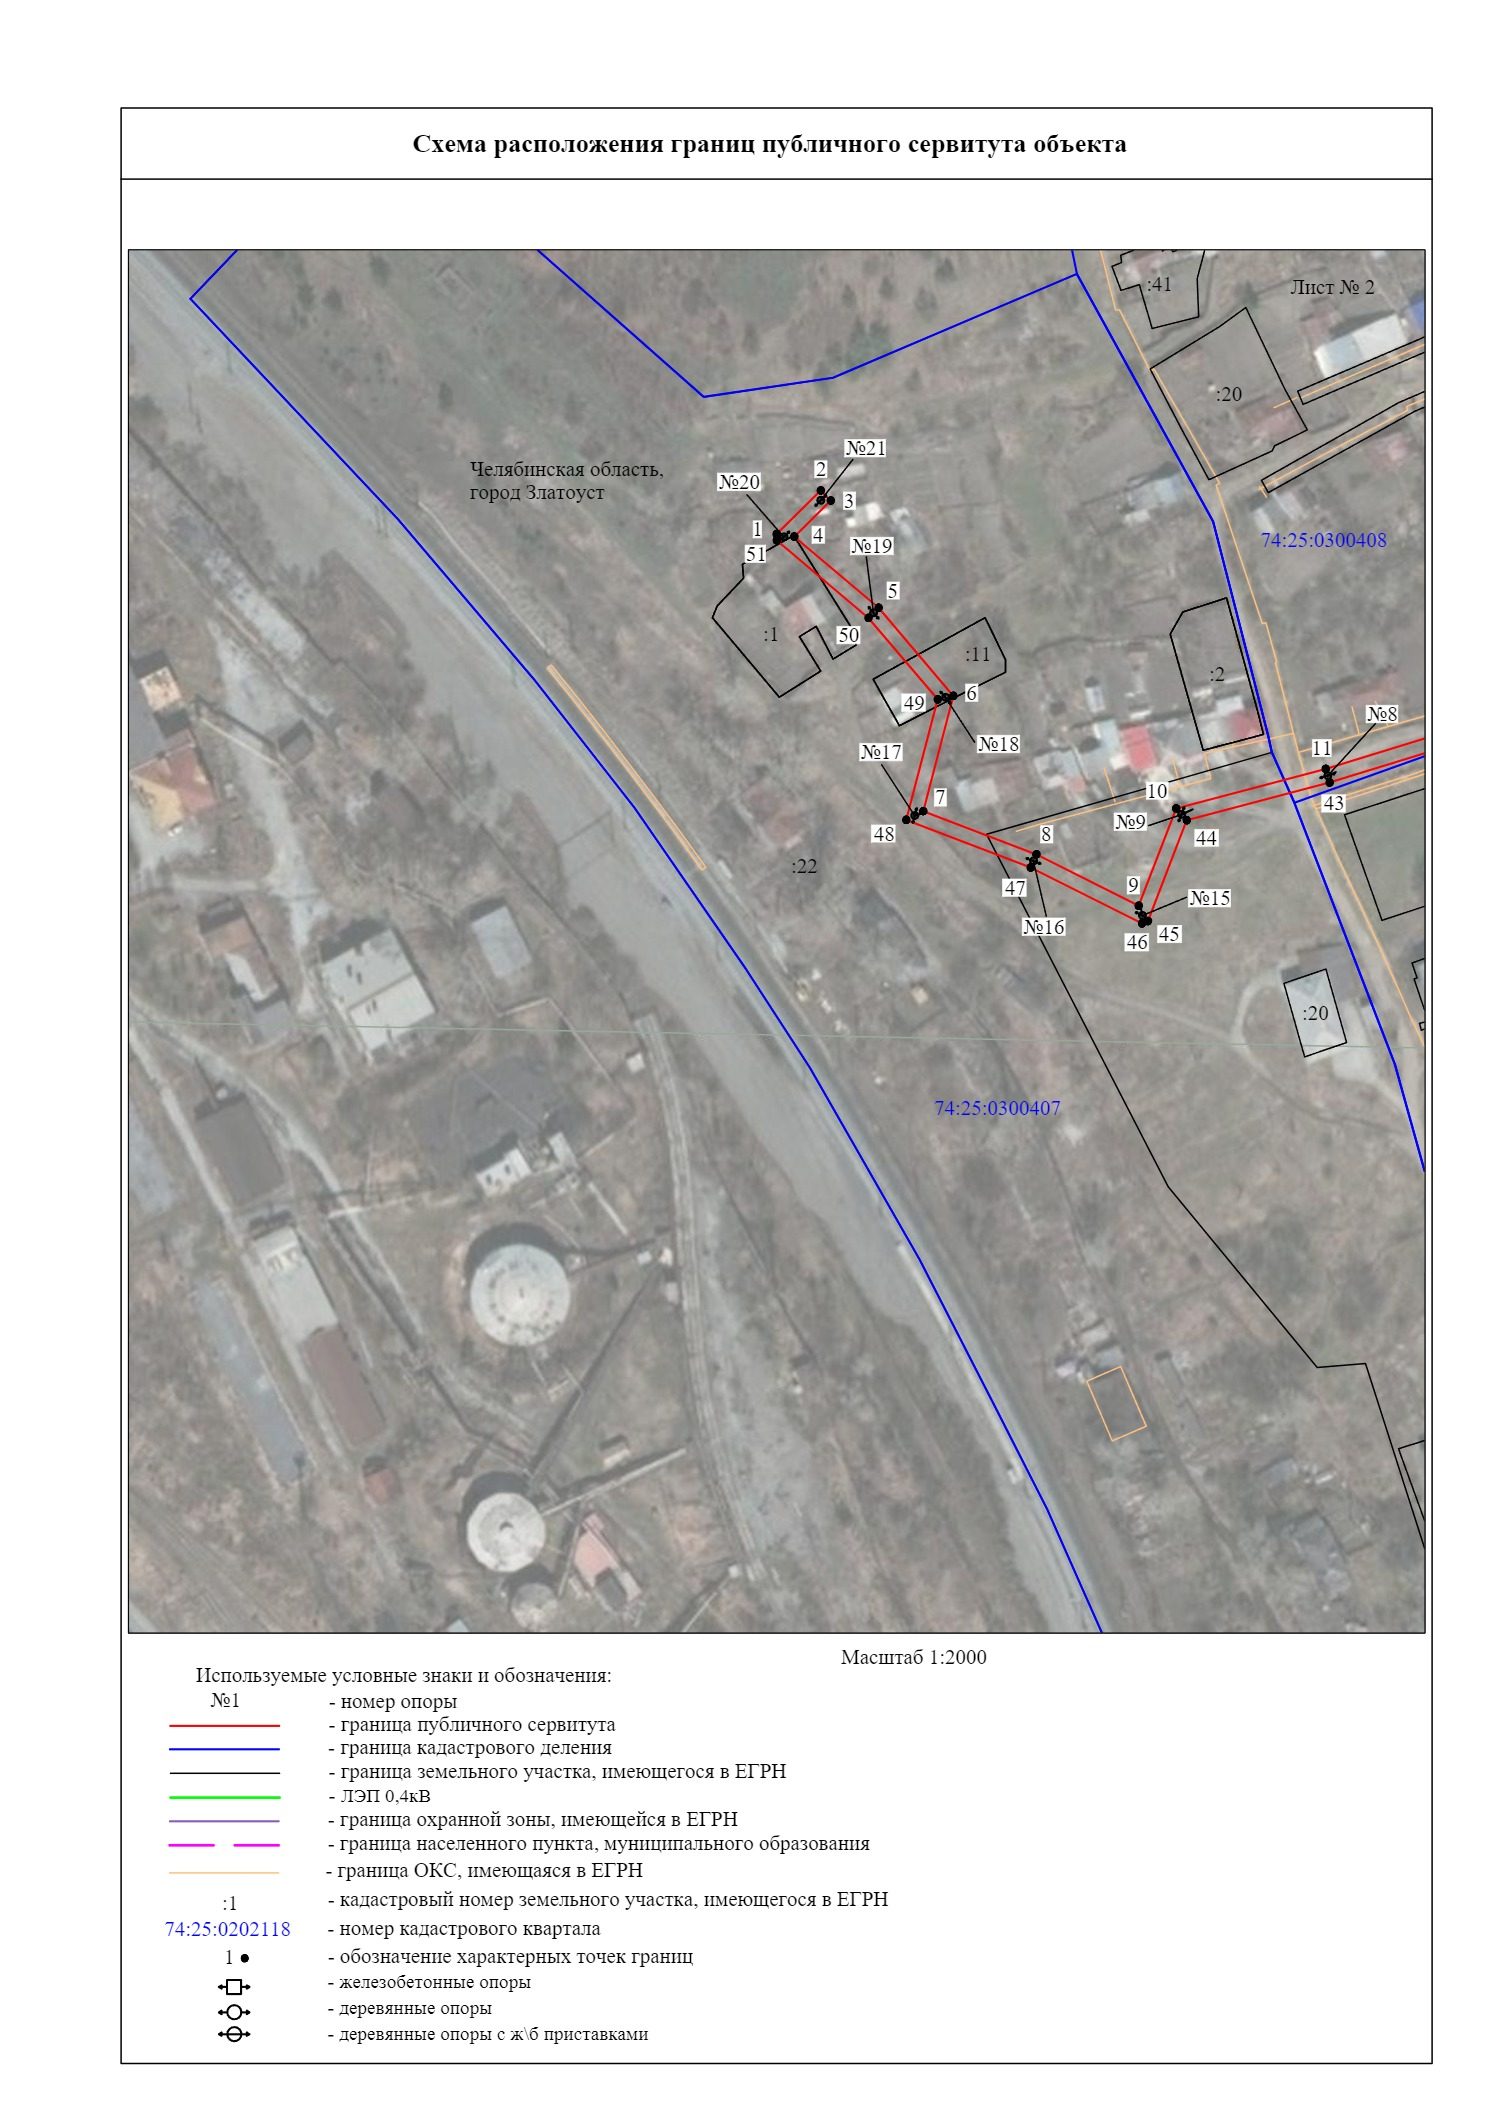 Схема расположения границ публичного сервитута объекта
:41
Лист № 2
:20
№21
Челябинская область,
город Златоуст
№20
2
3
1
4
51
№19
74:25:0300408
5
:1
50
:11
:2
49
6
№8
№17
№18
11
10
7
43
№9
48
8
44
:22
9
47
№15
№16
46
45
:20
74:25:0300407
Масштаб 1:2000
Используемые условные знаки и обозначения:
№1 - номер опоры
- граница публичного сервитута
- граница кадастрового деления
- граница земельного участка, имеющегося в ЕГРН
- ЛЭП 0,4кВ
- граница охранной зоны, имеющейся в ЕГРН
- граница населенного пункта, муниципального образования
- граница ОКС, имеющаяся в ЕГРН
:1 - кадастровый номер земельного участка, имеющегося в ЕГРН
74:25:0202118 - номер кадастрового квартала
1 - обозначение характерных точек границ
- железобетонные опоры
- деревянные опоры
- деревянные опоры с ж\б приставками